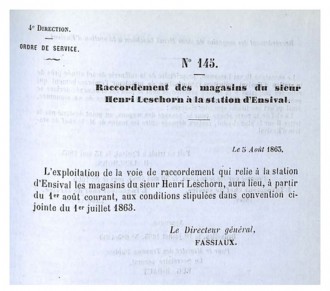 4e DIRECTION.
ORDRE DE SERVICE.
N° 145.
Raccordement des magasins du sieur
Henri Leschorn à la station d'Ensival.
Le 5 Août 1863.
L'exploitation de la voie de raccordement qui relie à la station
d'Ensival les magasins du sieur Henri Leschorn, aura lieu, à partir
du 1er août courant, aux conditions stipulées dans convention ci-
jointe du 1er juillet 1863.
Le Directeur général,
FASSIAUX.